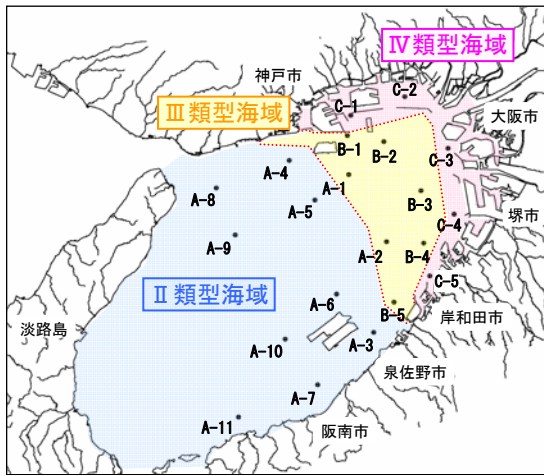 Ⅳ類型海域
神戸市
C-2
C-1
Ⅲ類型海域
大阪市
B-1
B-2
C-3
A-4
A-1
A-8
B-3
A-5
堺市
C-4
A-9
A-2
B-4
C-5
Ⅱ類型海域
A-6
B-5
岸和田市
淡路島
A-3
A-10
泉佐野市
A-7
A-11
阪南市